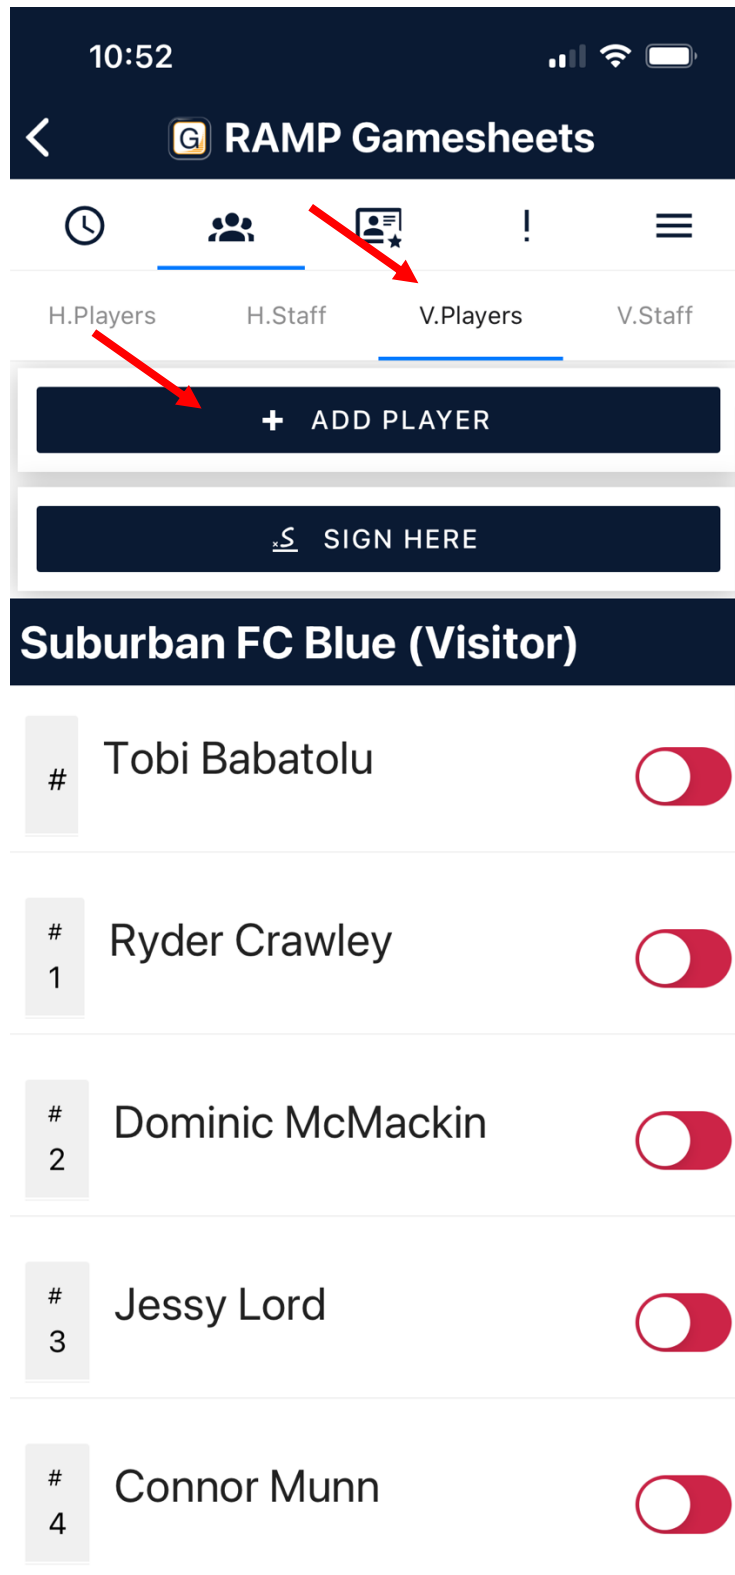 10:52
G RAMP Gamesheets
!
H.Players H.Staff V.Players V.Staff
+ ADD PLAYER
xS SIGN HERE
Suburban FC Blue (Visitor)
# Tobi Babatolu
# 1 Ryder Crawley
# 2 Dominic McMackin
# 3 Jessy Lord
# 4 Connor Munn